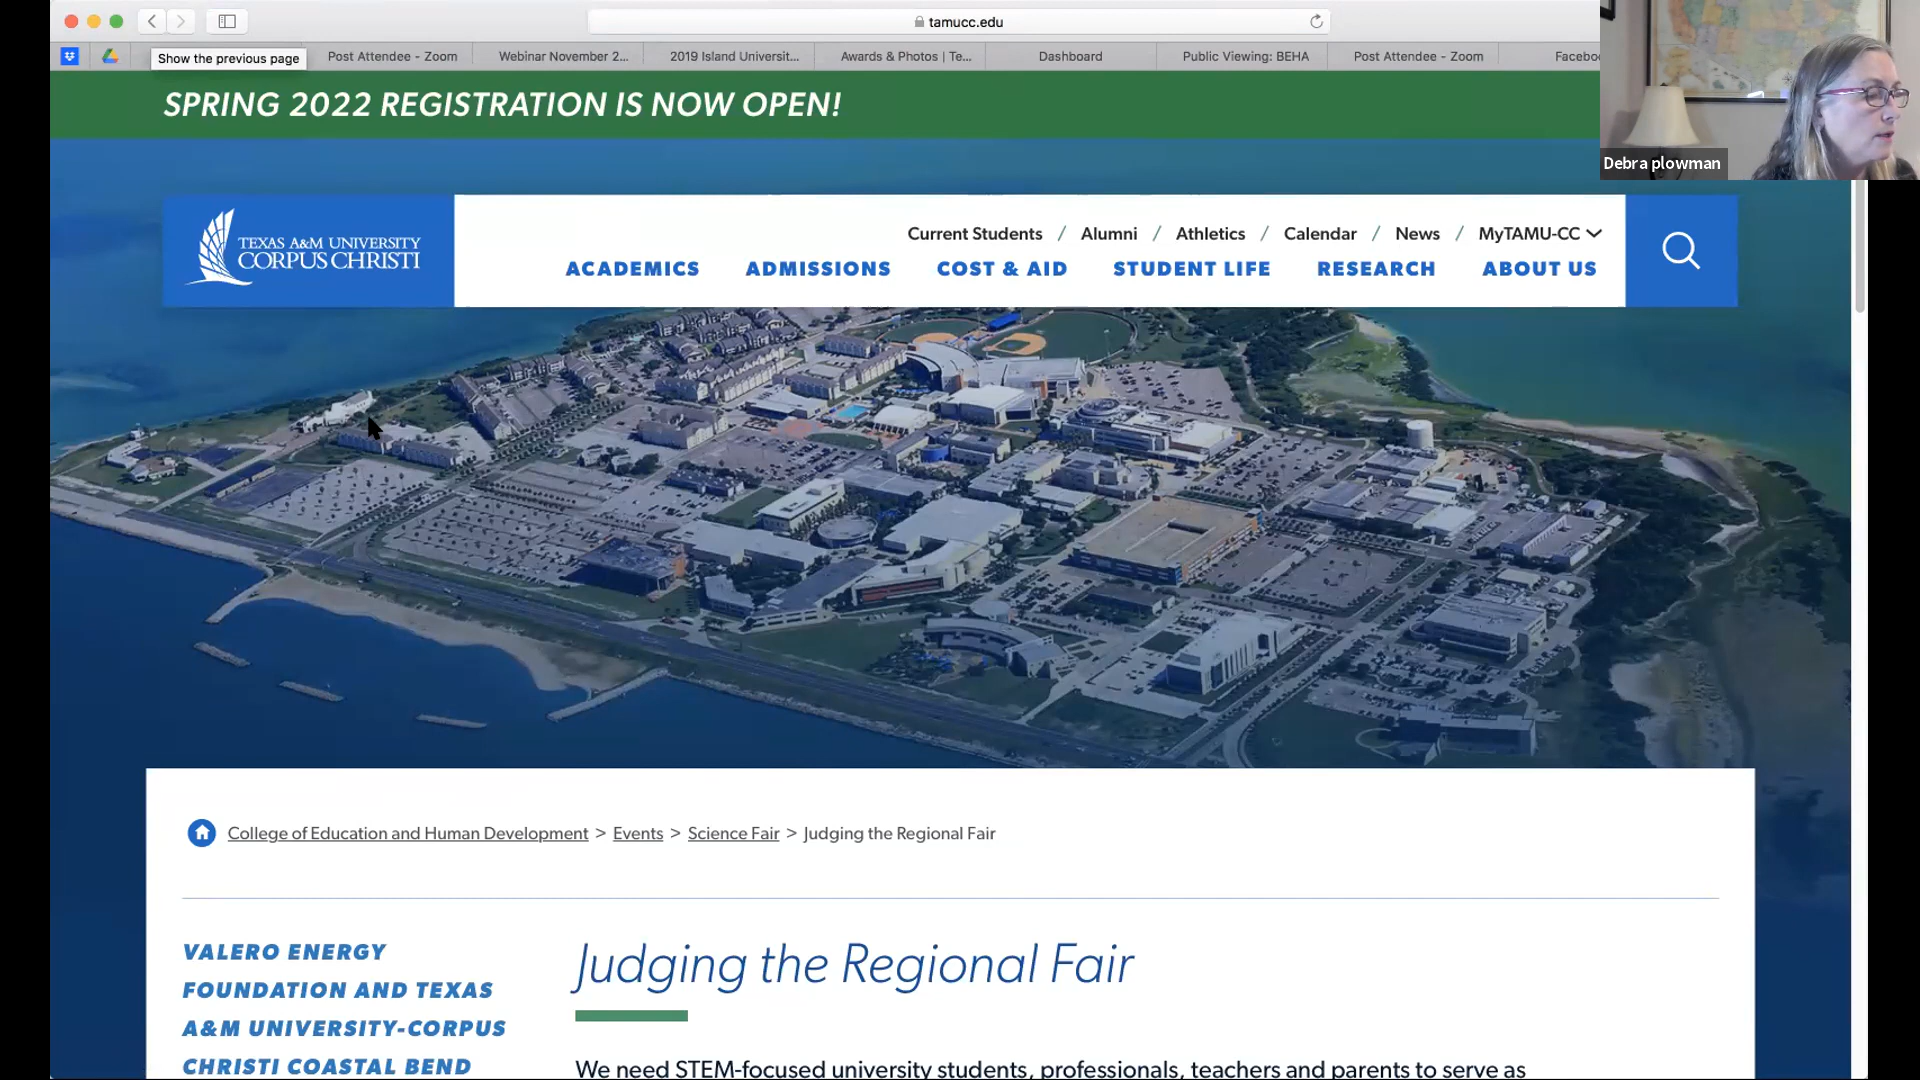 tamucc.edu
Show the previous page
Post Attendee - Zoom
Webinar November 2...
2019 Island Universit...
Awards & Photos | Te...
Dashboard
Public Viewing: BEHA
Post Attendee - Zoom
Facebo
SPRING 2022 REGISTRATION IS NOW OPEN!
Debra plowman
TEXAS A&M UNIVERSITY
CORPUS CHRISTI
Current Students / Alumni / Athletics / Calendar / News / MyTAMU-CC
ACADEMICS ADMISSIONS COST & AID STUDENT LIFE RESEARCH ABOUT US
College of Education and Human Development > Events > Science Fair > Judging the Regional Fair
VALERO ENERGY
FOUNDATION AND TEXAS
A&M UNIVERSITY-CORPUS
CHRISTI COASTAL BEND
Judging the Regional Fair
We need STEM-focused university students, professionals, teachers and parents to serve as